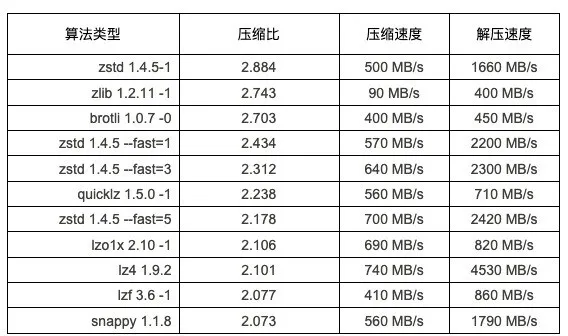 算法类型 压缩比 压缩速度 解压速度
zstd 1.4.5-1 2.884 500 MB/s 1660 MB/s
zlib 1.2.11 -1 2.743 90 MB/s 400 MB/s
brotli 1.0.7 -0 2.703 400 MB/s 450 MB/s
zstd 1.4.5 --fast=1 2.434 570 MB/s 2200 MB/s
zstd 1.4.5 --fast=3 2.312 640 MB/s 2300 MB/s
quicklz 1.5.0 -1 2.238 560 MB/s 710 MB/s
zstd 1.4.5 --fast=5 2.178 700 MB/s 2420 MB/s
lzo1x 2.10 -1 2.106 690 MB/s 820 MB/s
lz4 1.9.2 2.101 740 MB/s 4530 MB/s
lzf 3.6 -1 2.077 410 MB/s 860 MB/s
snappy 1.1.8 2.073 560 MB/s 1790 MB/s